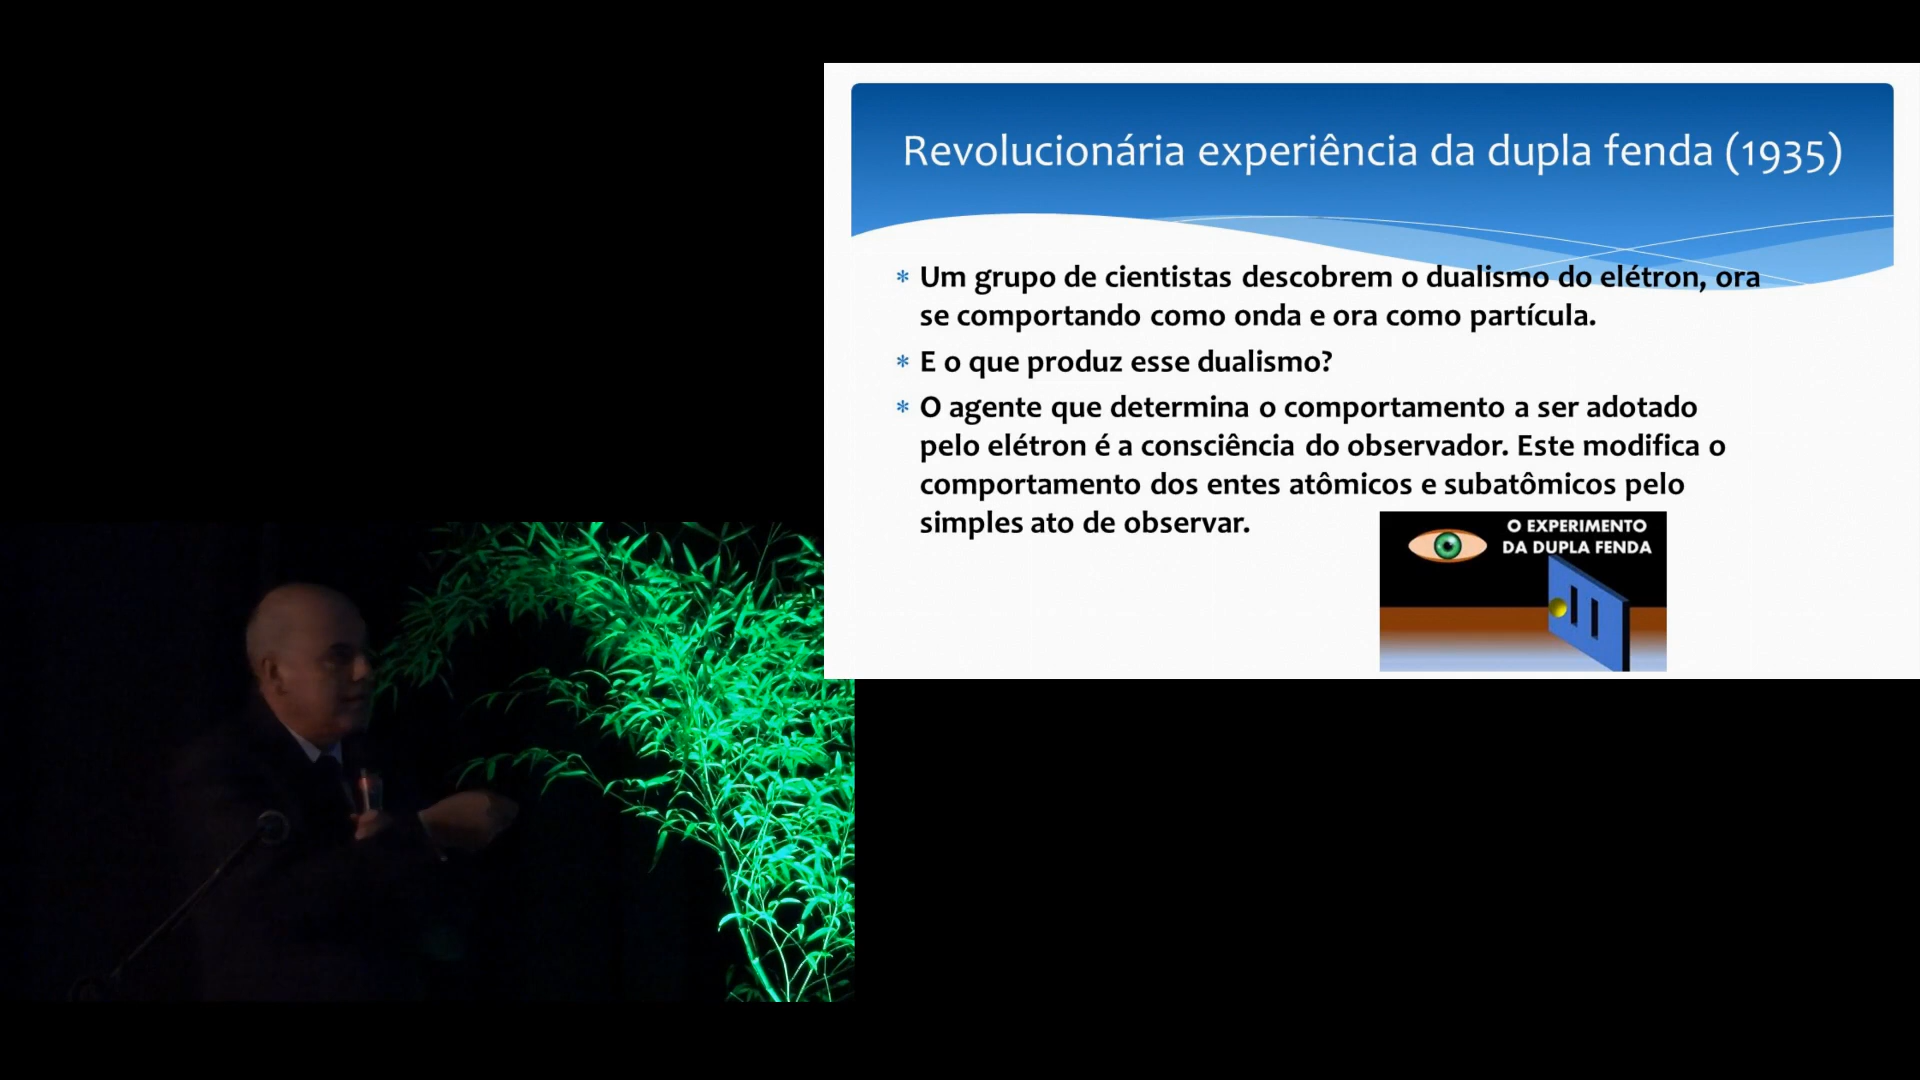 Revolucionária experiência da dupla fenda (1935)
* Um grupo de cientistas descobrem o dualismo do elétron, ora
se comportando como onda e ora como partícula.
* E o que produz esse dualismo?
* O agente que determina o comportamento a ser adotado
pelo elétron é a consciência do observador. Este modifica o
comportamento dos entes atômicos e subatômicos pelo
simples ato de observar.
O EXPERIMENTO
DA DUPLA FENDA